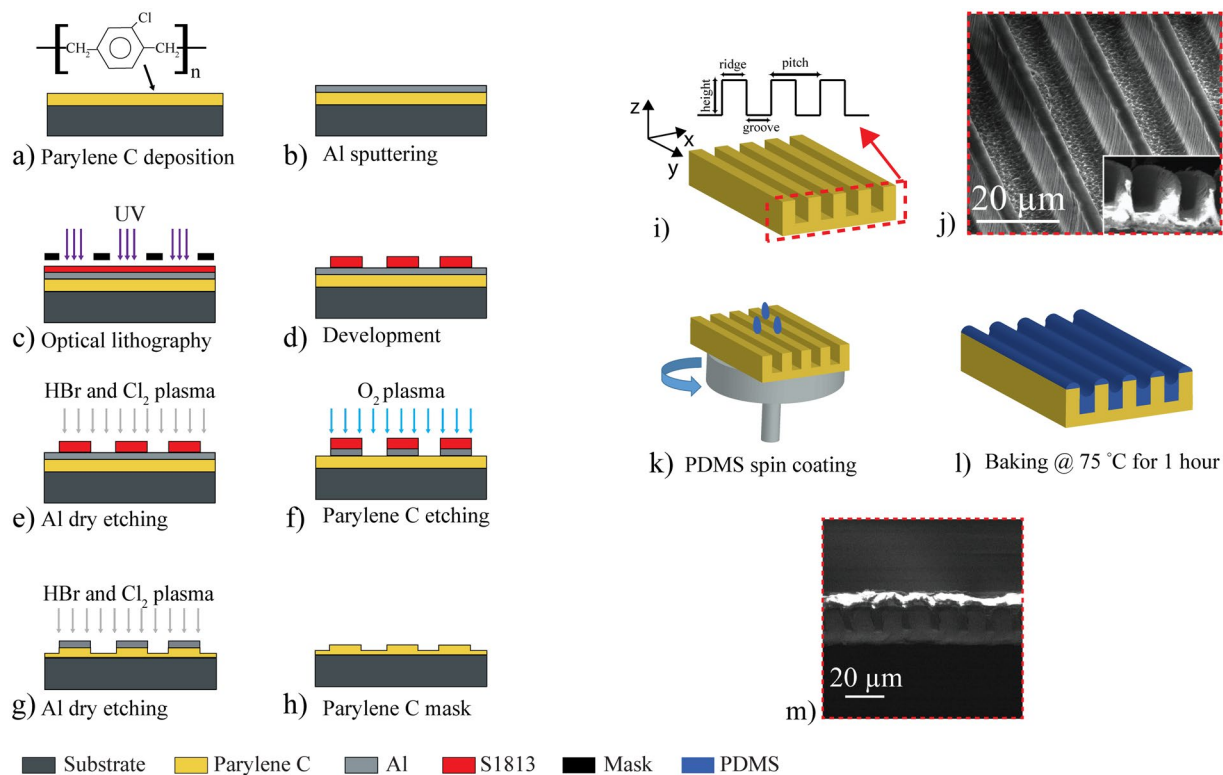 Cl
CH2
CH2
n
a) Parylene C deposition
b) Al sputtering
UV
c) Optical lithography
d) Development
HBr and Cl2 plasma
e) Al dry etching
O2 plasma
f) Parylene C etching
HBr and Cl2 plasma
g) Al dry etching
h) Parylene C mask
ridge
pitch
height
groove
z
x
y
i)
20 µm
j)
k) PDMS spin coating
l) Baking @ 75 °C for 1 hour
20 µm
m)
Substrate
Parylene C
Al
S1813
Mask
PDMS